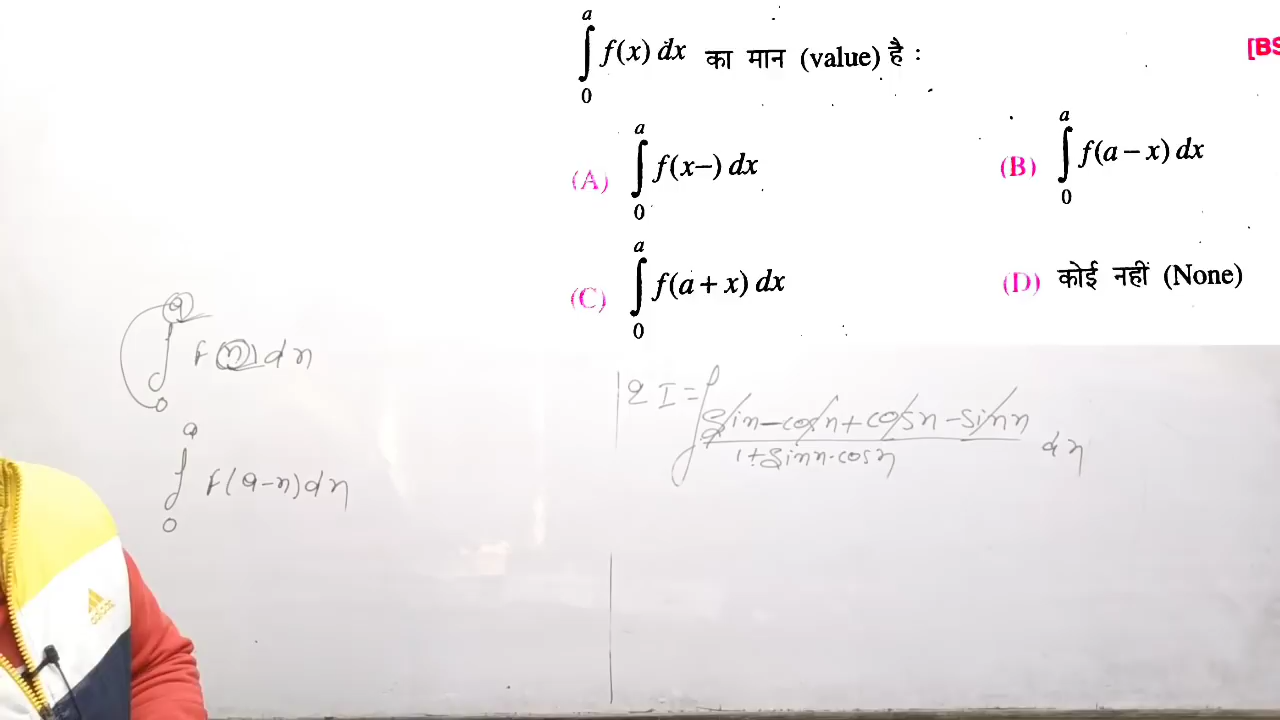 ∫₀ᵃ f(x) dx का मान (value) है :
[BS
(A) ∫₀ᵃ f(x–) dx
(B) ∫₀ᵃ f(a – x) dx
(C) ∫₀ᵃ f(a + x) dx
(D) कोई नहीं (None)
∫₀ᵃ f(x) dx
∫₀ᵃ f(a-x) dx
2I = ∫ (sinx - cosx + cosx - sinx)/(1 + sinx·cosx) dx
adidas